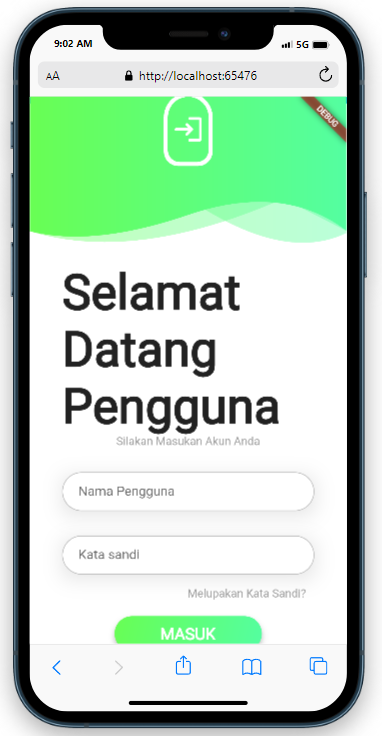 9:02 AM 5G
AA http://localhost:65476
DEBUG
Selamat
Datang
Pengguna
Silakan Masukan Akun Anda
Nama Pengguna
Kata sandi
Melupakan Kata Sandi?
MASUK